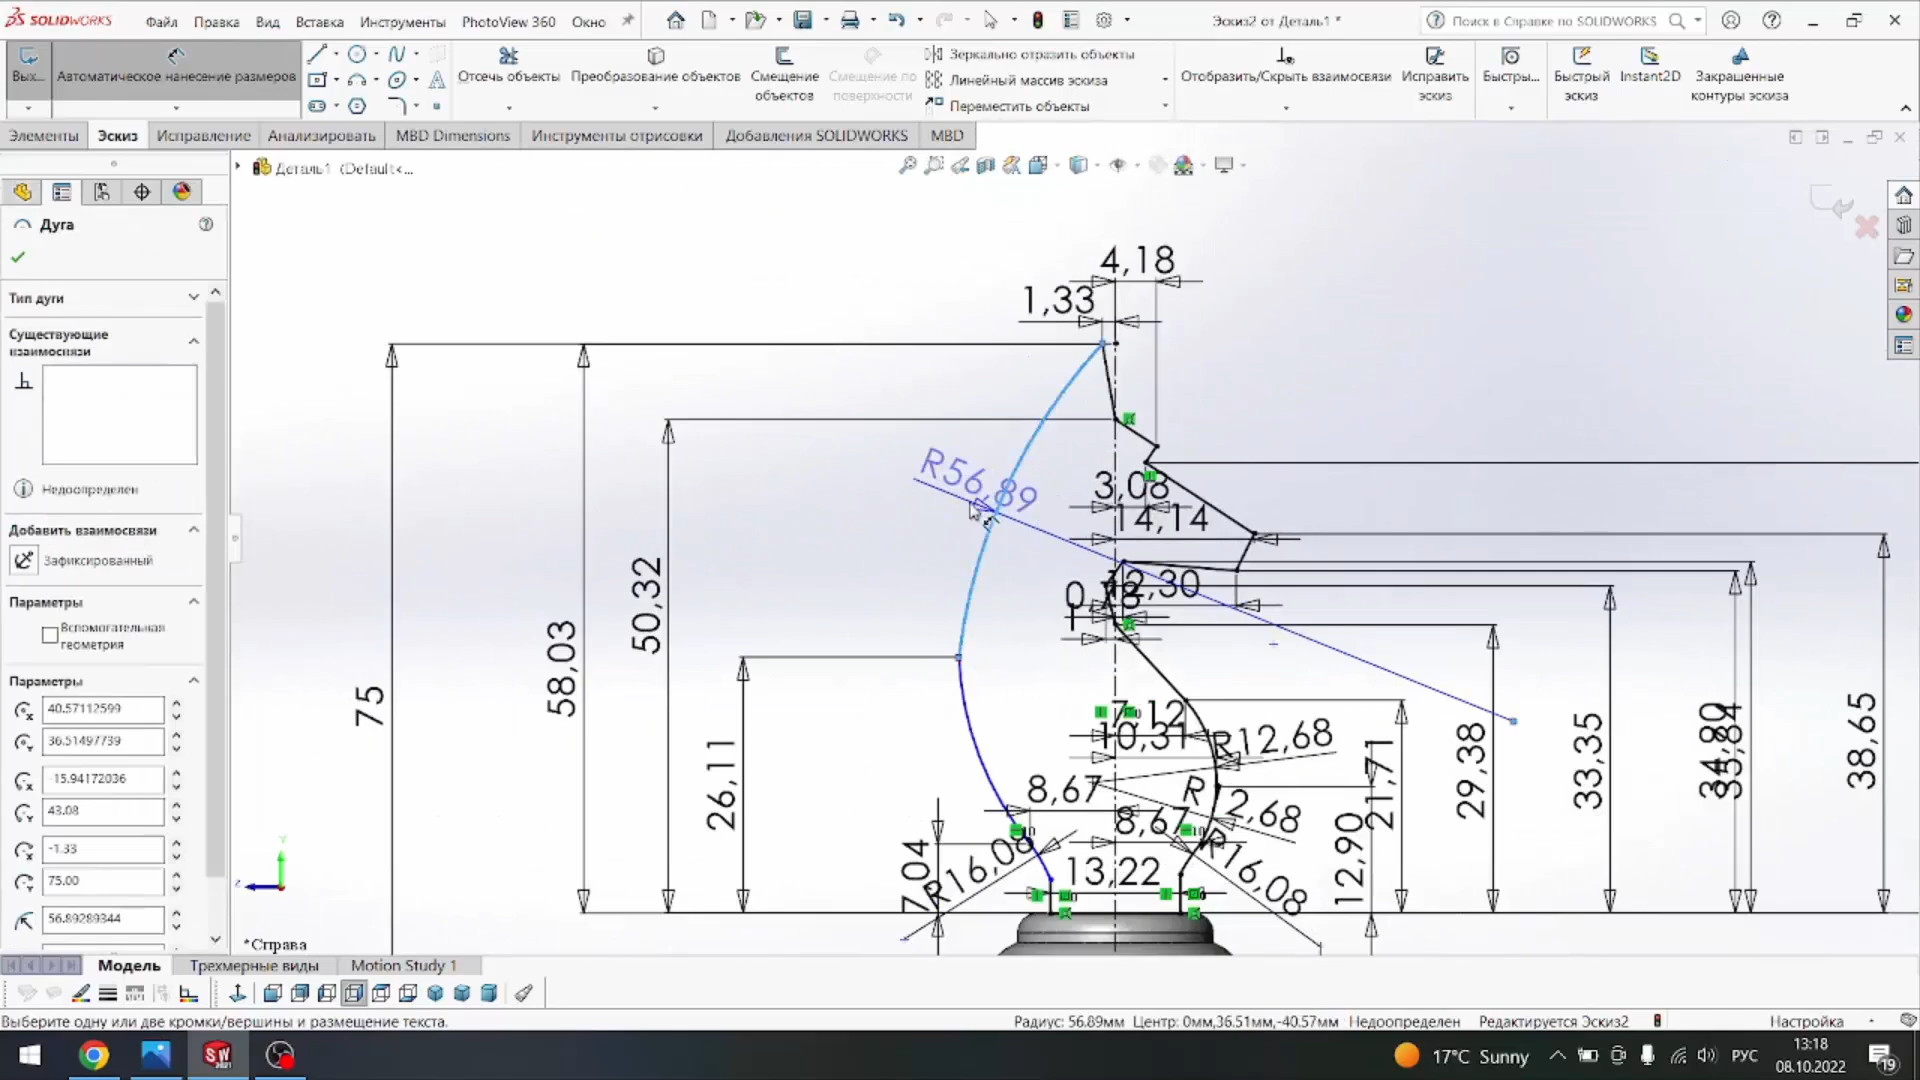 SOLIDWORKS
Файл Правка Вид Вставка Инструменты PhotoView 360 Окно
Эскиз2 от Деталь1 *
Поиск в Справке по SOLIDWORKS
Вых...
Автоматическое нанесение размеров
Отсечь объекты
Преобразование объектов
Смещение объектов
Смещение по поверхности
Зеркально отразить объекты
Линейный массив эскиза
Переместить объекты
Отобразить/Скрыть взаимосвязи
Исправить эскиз
Быстры...
Быстрый эскиз
Instant2D
Закрашенные контуры эскиза
Элементы Эскиз Исправление Анализировать MBD Dimensions Инструменты отрисовки Добавления SOLIDWORKS MBD
Деталь1 (Default<...
Дуга
Тип дуги
Существующие взаимосвязи
Недоопределен
Добавить взаимосвязи
Зафиксированный
Параметры
Вспомогательная геометрия
Параметры
40.57112599
36.51497739
-15.94172036
43.08
-1.33
75.00
56.89289344
4,18
1,33
R56,89
3,08
14,14
12,30
75
58,03
50,32
26,11
7,04
7,12
10,31
R12,68
R12,68
8,67
8,67
R16,08
R16,08
13,22
12,90
21,71
29,38
33,35
34,80
35,84
38,65
*Справа
Модель Трехмерные виды Motion Study 1
Выберите одну или две кромки/вершины и размещение текста.
Радиус: 56.89мм Центр: 0мм,36.51мм,-40.57мм Недоопределен Редактируется Эскиз2 Настройка
17°C Sunny
РУС
13:18
08.10.2022
19